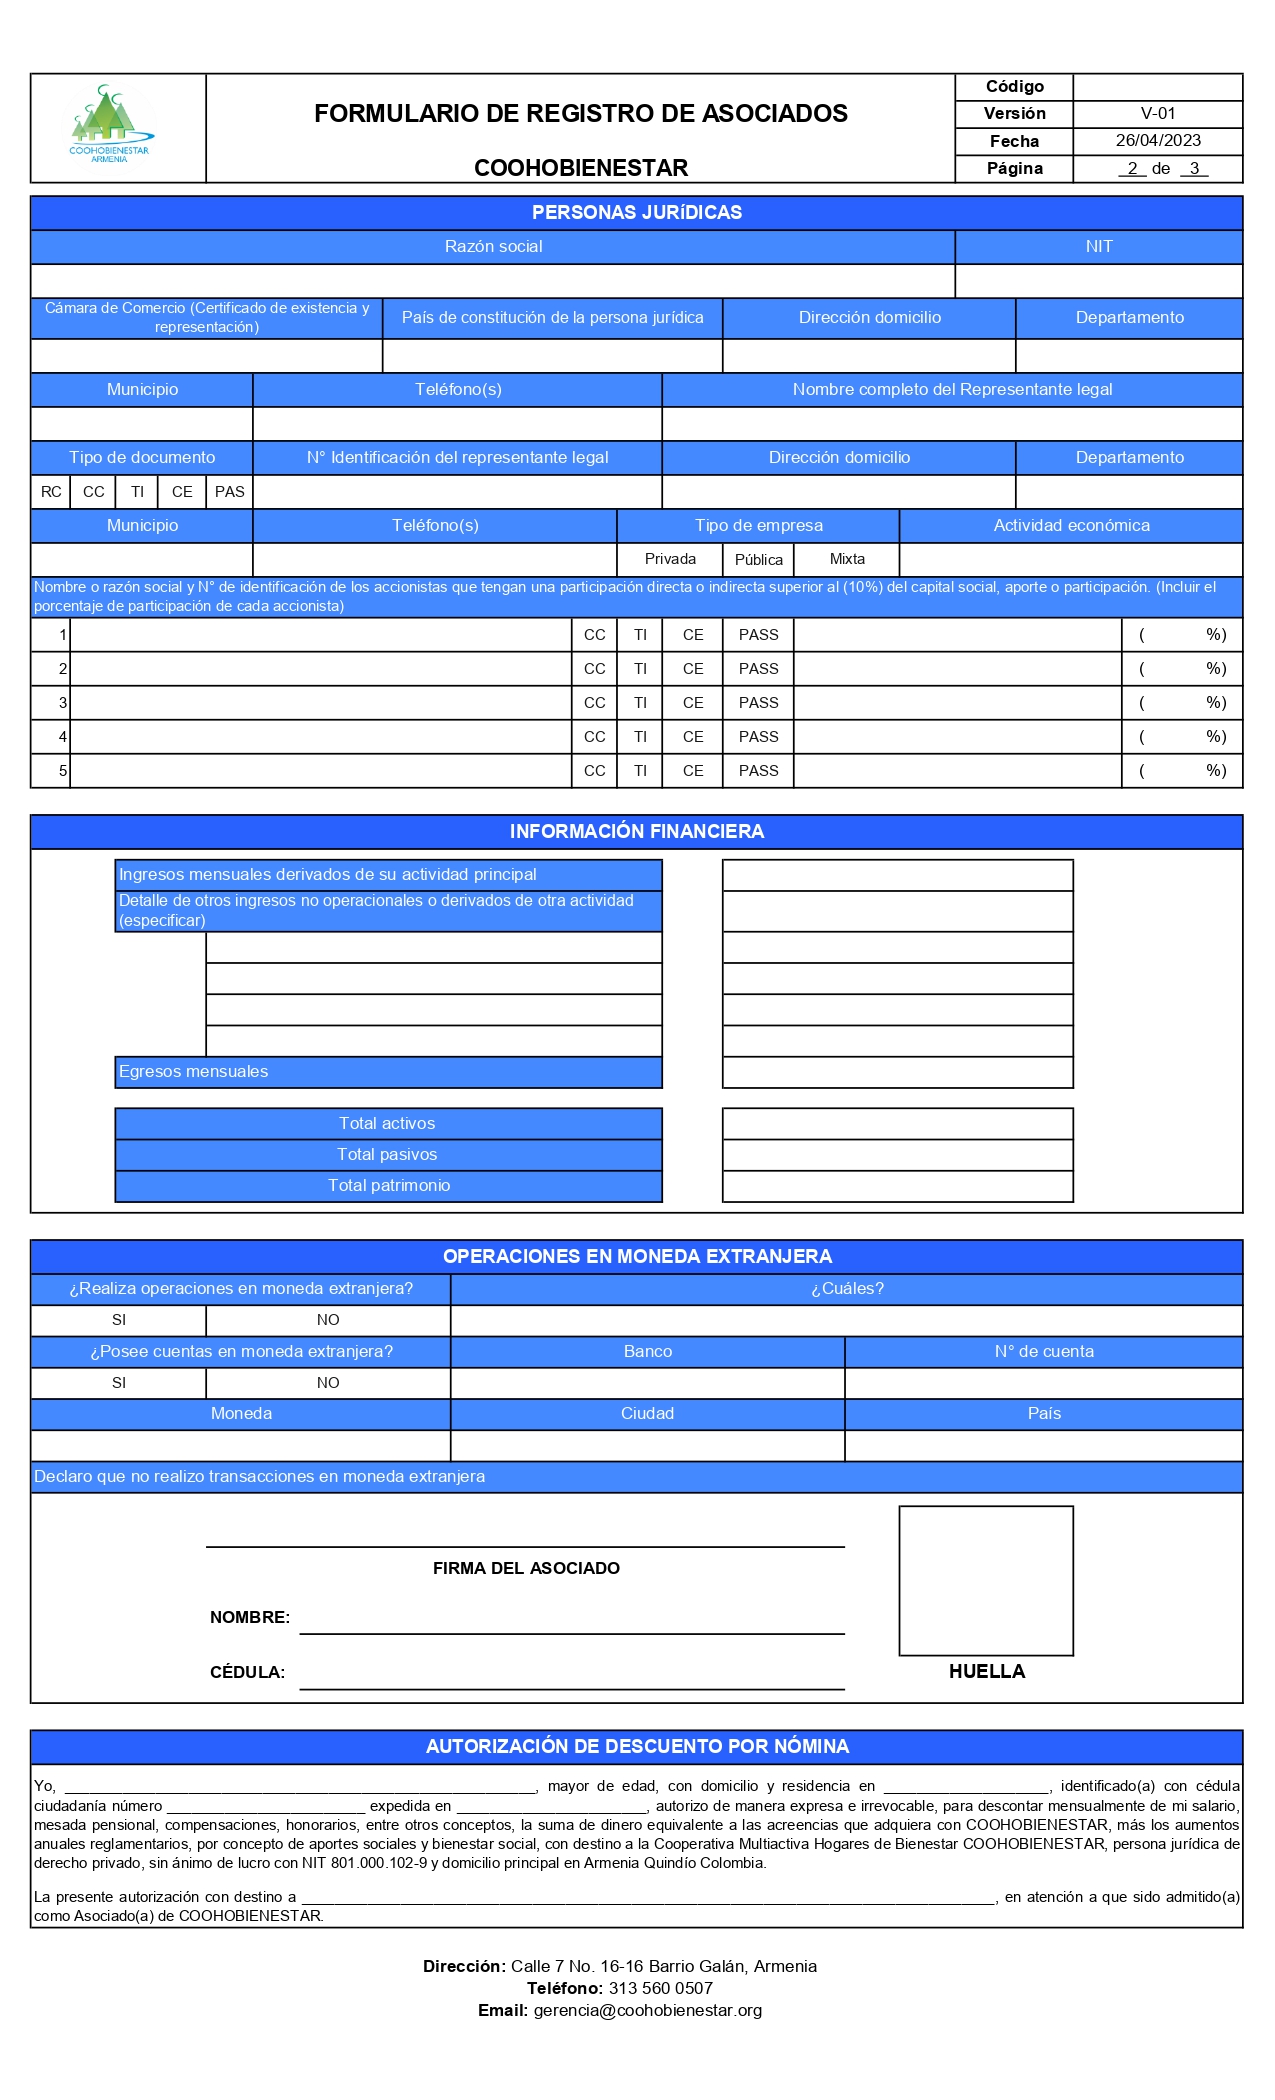 COOHOBIENESTAR
ARMENIA
FORMULARIO DE REGISTRO DE ASOCIADOS
COOHOBIENESTAR
Código
Versión V-01
Fecha 26/04/2023
Página 2 de 3
PERSONAS JURíDICAS
Razón social NIT
Cámara de Comercio (Certificado de existencia y
representación) País de constitución de la persona jurídica Dirección domicilio Departamento
Municipio Teléfono(s) Nombre completo del Representante legal
Tipo de documento N° Identificación del representante legal Dirección domicilio Departamento
RC CC TI CE PAS
Municipio Teléfono(s) Tipo de empresa Actividad económica
Privada Pública Mixta
Nombre o razón social y N° de identificación de los accionistas que tengan una participación directa o indirecta superior al (10%) del capital social, aporte o participación. (Incluir el
porcentaje de participación de cada accionista)
1 CC TI CE PASS ( %)
2 CC TI CE PASS ( %)
3 CC TI CE PASS ( %)
4 CC TI CE PASS ( %)
5 CC TI CE PASS ( %)
INFORMACIÓN FINANCIERA
Ingresos mensuales derivados de su actividad principal
Detalle de otros ingresos no operacionales o derivados de otra actividad
(especificar)
Egresos mensuales
Total activos
Total pasivos
Total patrimonio
OPERACIONES EN MONEDA EXTRANJERA
¿Realiza operaciones en moneda extranjera? ¿Cuáles?
SI NO
¿Posee cuentas en moneda extranjera? Banco N° de cuenta
SI NO
Moneda Ciudad País
Declaro que no realizo transacciones en moneda extranjera
FIRMA DEL ASOCIADO
NOMBRE:
CÉDULA:
HUELLA
AUTORIZACIÓN DE DESCUENTO POR NÓMINA
Yo, ____________________, mayor de edad, con domicilio y residencia en ____________________, identificado(a) con cédula
ciudadanía número ____________________ expedida en ____________________, autorizo de manera expresa e irrevocable, para descontar mensualmente de mi salario,
mesada pensional, compensaciones, honorarios, entre otros conceptos, la suma de dinero equivalente a las acreencias que adquiera con COOHOBIENESTAR, más los aumentos
anuales reglamentarios, por concepto de aportes sociales y bienestar social, con destino a la Cooperativa Multiactiva Hogares de Bienestar COOHOBIENESTAR, persona jurídica de
derecho privado, sin ánimo de lucro con NIT 801.000.102-9 y domicilio principal en Armenia Quindío Colombia.
La presente autorización con destino a ____________________, en atención a que sido admitido(a)
como Asociado(a) de COOHOBIENESTAR.
Dirección: Calle 7 No. 16-16 Barrio Galán, Armenia
Teléfono: 313 560 0507
Email: gerencia@coohobienestar.org